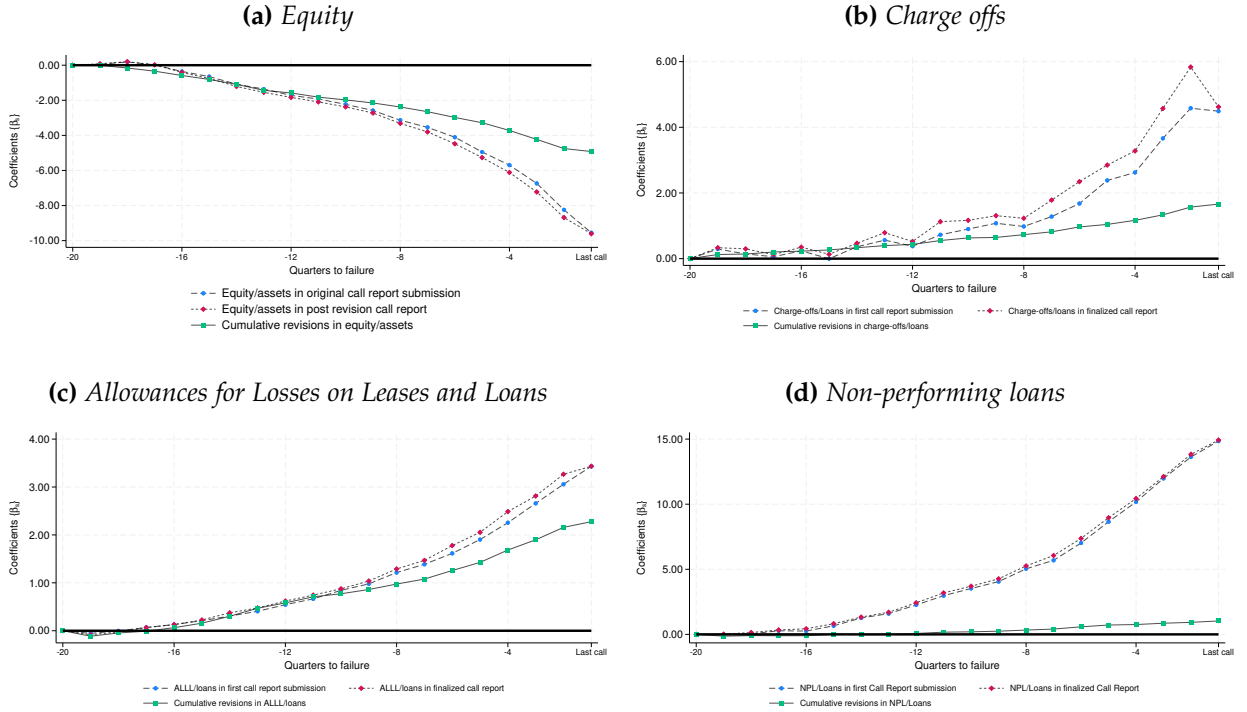 (a) Equity
0.00
-2.00
-4.00
-6.00
-8.00
-10.00
Coefficients {βₖ}
-20
-16
-12
-8
-4
Last call
Quarters to failure
Equity/assets in original call report submission
Equity/assets in post revision call report
Cumulative revisions in equity/assets
(b) Charge offs
6.00
4.00
2.00
0.00
Coefficients {βₖ}
-20
-16
-12
-8
-4
Last call
Quarters to failure
Charge-offs/Loans in first call report submission
Charge-offs/loans in finalized call report
Cumulative revisions in charge-offs/loans
(c) Allowances for Losses on Leases and Loans
4.00
3.00
2.00
1.00
0.00
Coefficients {βₖ}
-20
-16
-12
-8
-4
Last call
Quarters to failure
ALLL/loans in first call report submission
ALLL/loans in finalized call report
Cumulative revisions in ALLL/loans
(d) Non-performing loans
15.00
10.00
5.00
0.00
Coefficients {βₖ}
-20
-16
-12
-8
-4
Last call
Quarters to failure
NPL/Loans in first Call Report submission
NPL/Loans in finalized Call Report
Cumulative revisions in NPL/Loans